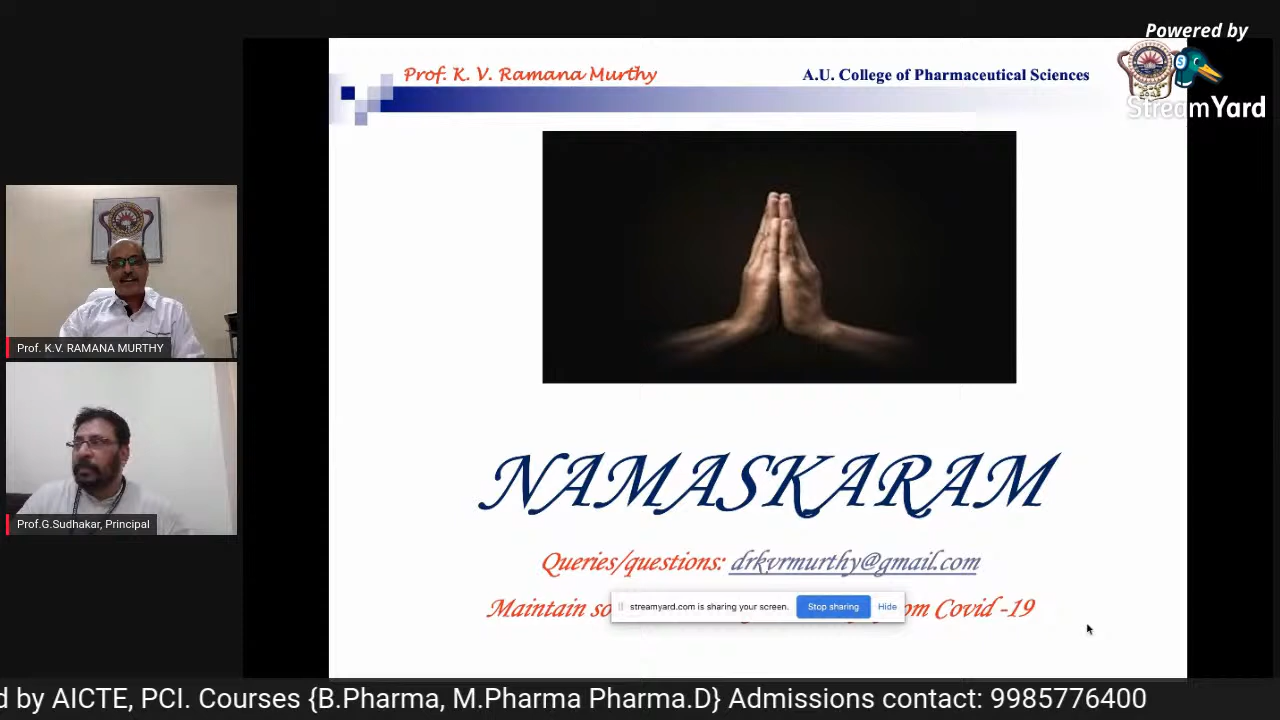 Powered by
StreamYard
Prof. K. V. Ramana Murthy
A.U. College of Pharmaceutical Sciences
Prof. K.V. RAMANA MURTHY
Prof.G.Sudhakar, Principal
NAMASKARAM
Queries/questions: drkvrmurthy@gmail.com
streamyard.com is sharing your screen. Stop sharing Hide
Maintain so om Covid -19
d by AICTE, PCI. Courses {B.Pharma, M.Pharma Pharma.D} Admissions contact: 9985776400